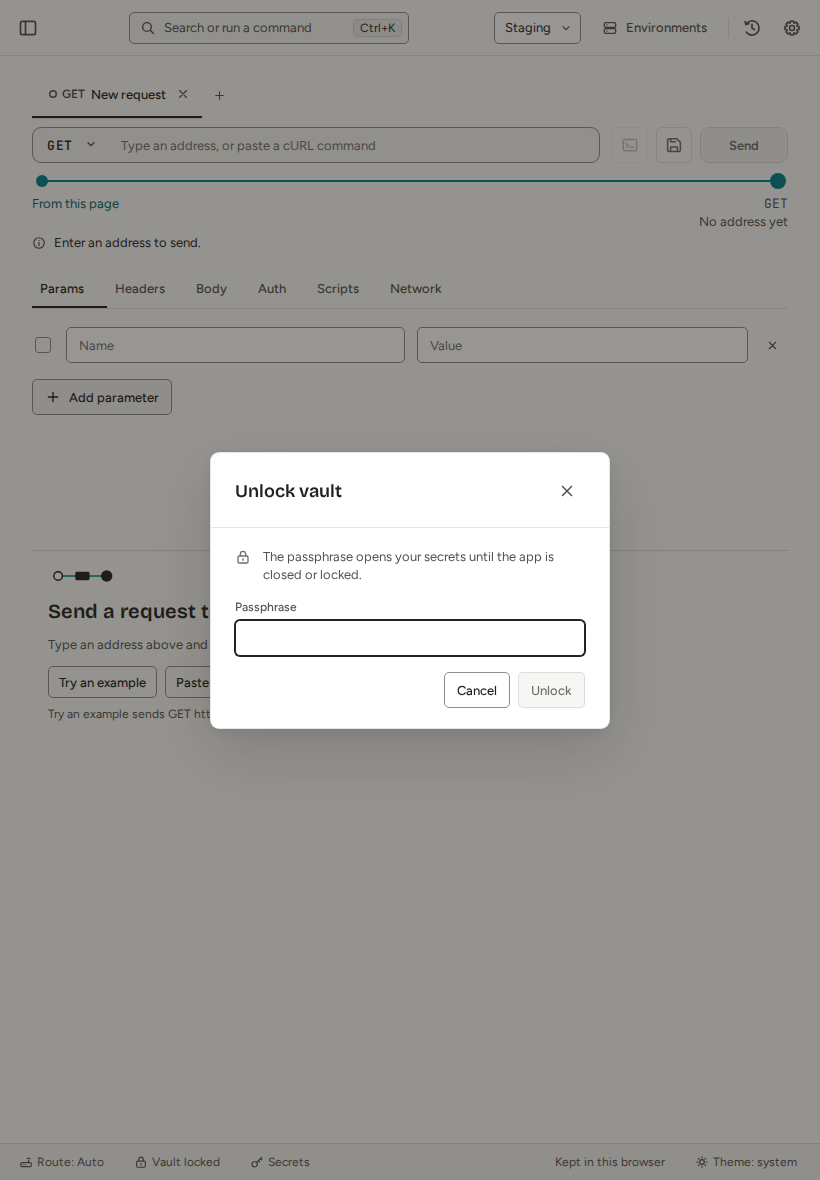 Search or run a command Ctrl+K Staging Environments
GET New request
GET Type an address, or paste a cURL command Send
From this page GET
No address yet
Enter an address to send.
Params Headers Body Auth Scripts Network
Name Value
Add parameter
Unlock vault
The passphrase opens your secrets until the app is
closed or locked.
Passphrase
Cancel Unlock
Send a request t
Type an address above and
Try an example Paste
Try an example sends GET htt
Route: Auto Vault locked Secrets Kept in this browser Theme: system